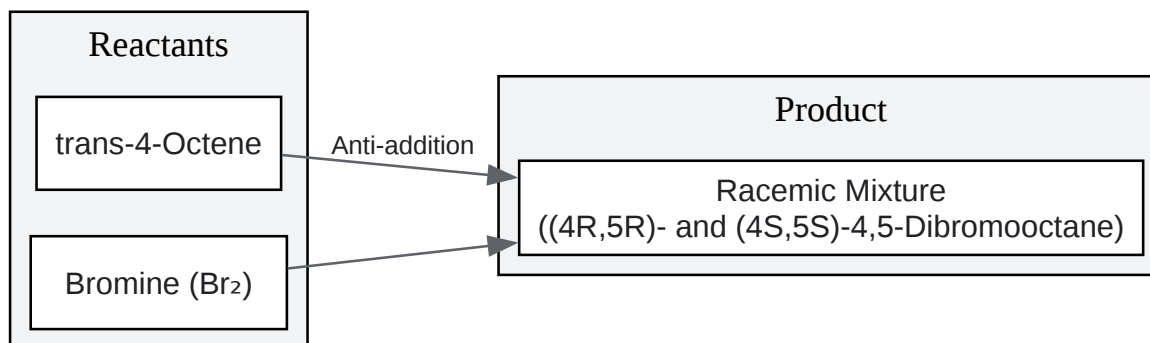 Reactants
trans-4-Octene
Bromine (Br₂)
Anti-addition
Product
Racemic Mixture
((4R,5R)- and (4S,5S)-4,5-Dibromooctane)